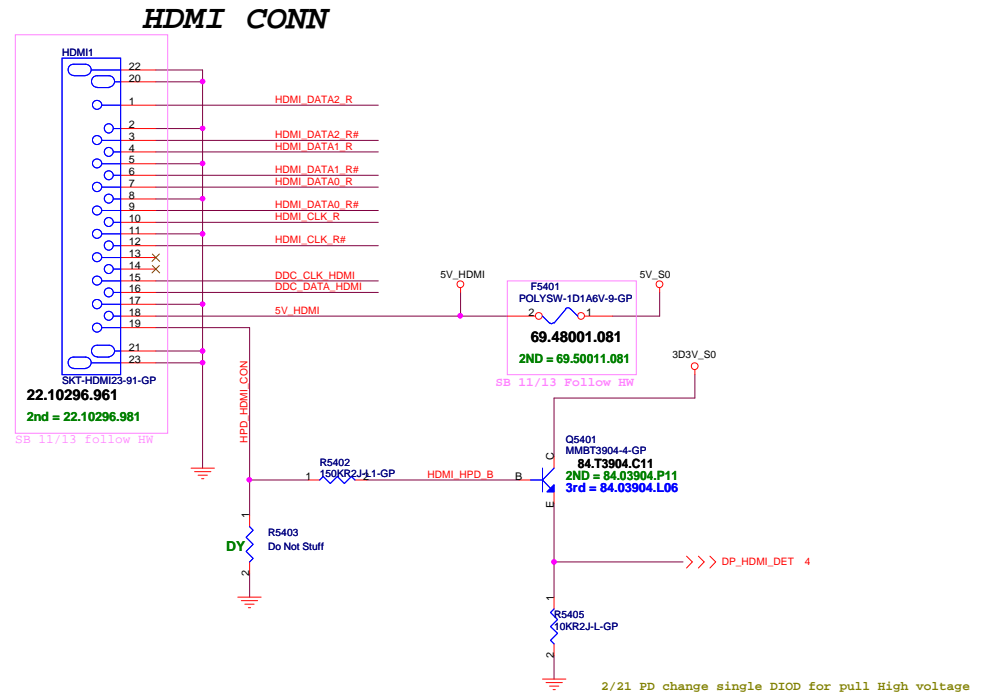 HDMI CONN
HDMI1
22
20
1 HDMI_DATA2_R
2
3 HDMI_DATA2_R#
4 HDMI_DATA1_R
5
6 HDMI_DATA1_R#
7 HDMI_DATA0_R
8
9 HDMI_DATA0_R#
10 HDMI_CLK_R
11
12 HDMI_CLK_R#
13
14
15 DDC_CLK_HDMI
16 DDC_DATA_HDMI
17
18 5V_HDMI
19
21
23
SKT-HDMI23-91-GP
22.10296.961
2nd = 22.10296.981
SB 11/13 follow HW
5V_HDMI
5V_S0
F5401
POLYSW-1D1A6V-9-GP
2 1
69.48001.081
2ND = 69.50011.081
SB 11/13 Follow HW
3D3V_S0
HPD_HDMI_CON
R5402
1 150KR2J-L1-GP 2
HDMI_HPD_B
B
C
E
Q5401
MMBT3904-4-GP
84.T3904.C11
2ND = 84.03904.P11
3rd = 84.03904.L06
1
R5403
DY Do Not Stuff
2
DP_HDMI_DET 4
1
R5405
10KR2J-L-GP
2
2/21 PD change single DIOD for pull High voltage